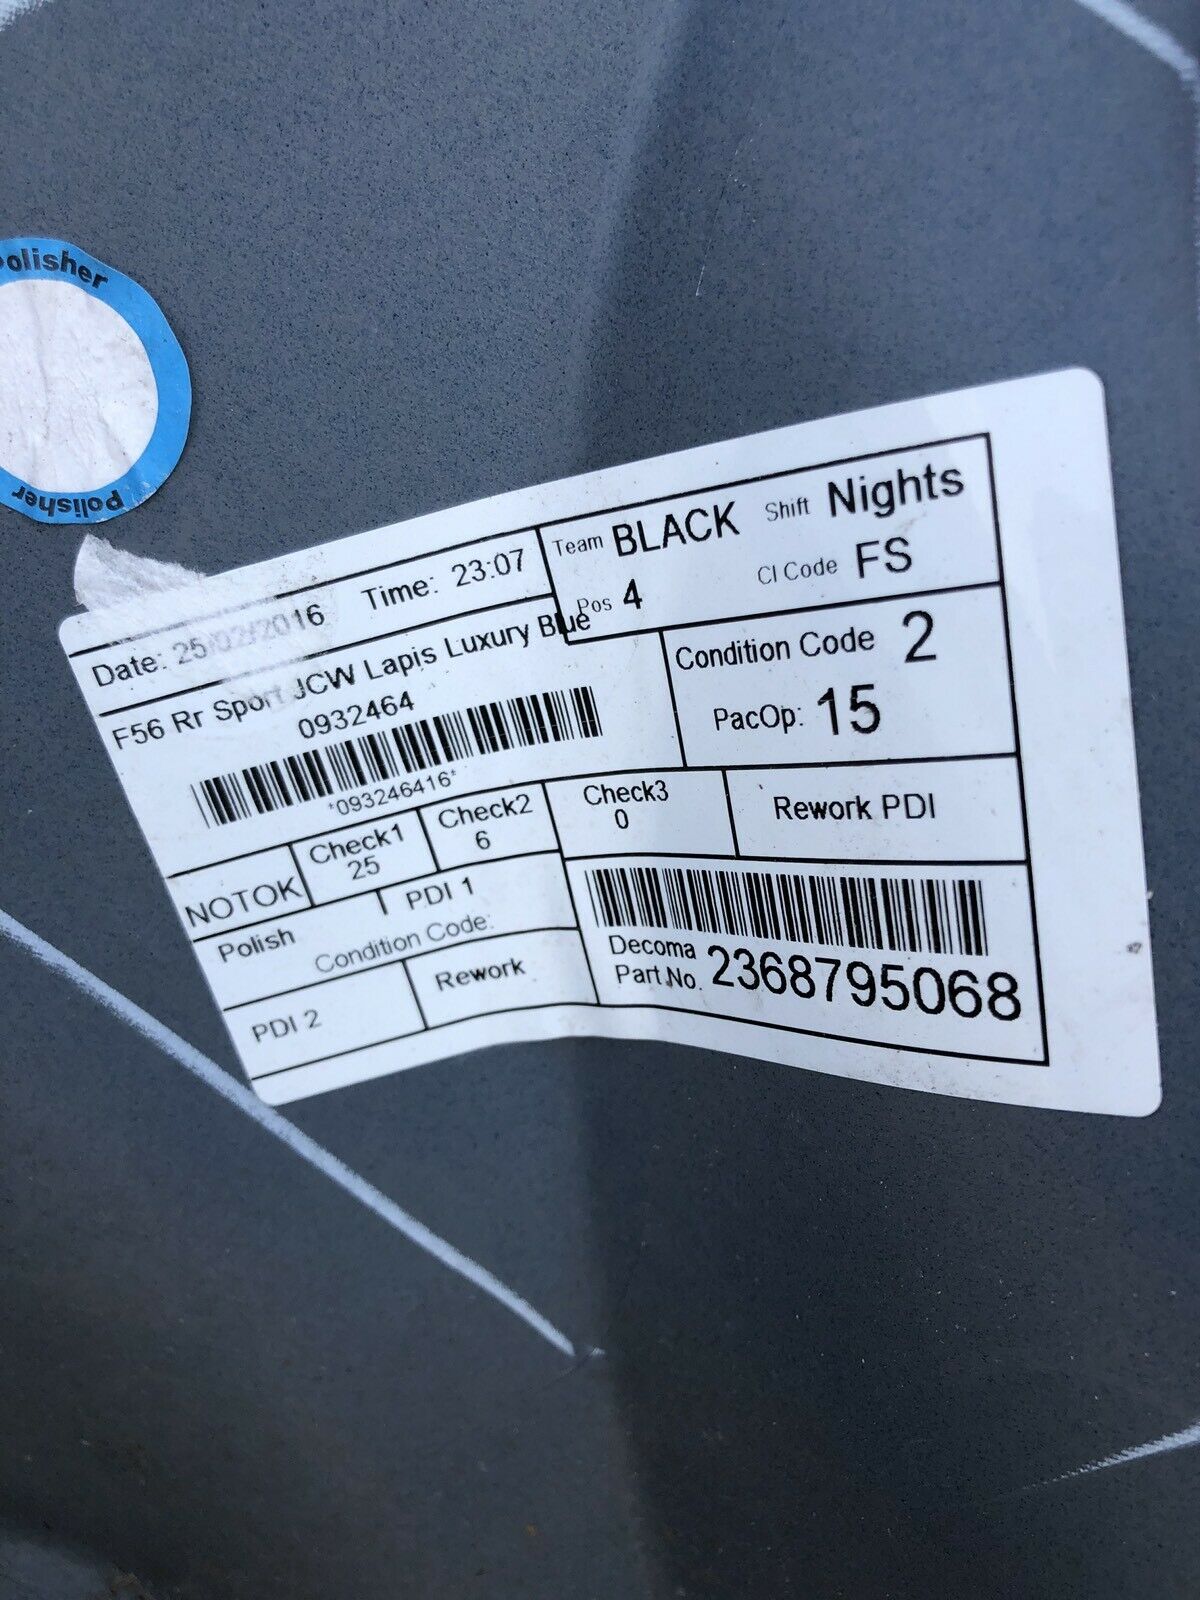 Polisher
Polisher
Date: 25/02/2016 Time: 23:07
Team BLACK Shift Nights
Pos 4 CI Code FS
F56 Rr Sport JCW Lapis Luxury Blue
0932464
*093246416*
Condition Code 2
PacOp: 15
NOTOK
Check1
25
Check2
6
Check3
0
Rework PDI
Polish
PDI 1
Condition Code:
PDI 2
Rework
Decoma
Part.No. 2368795068